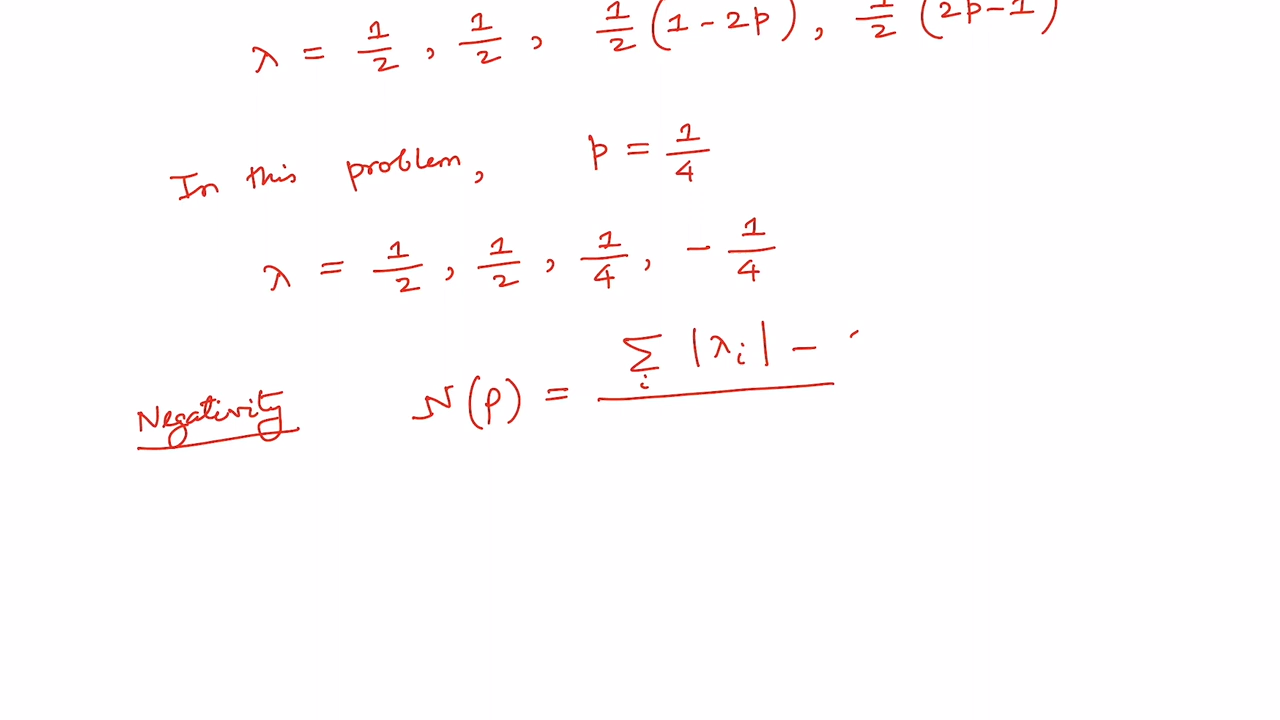 λ = 1/2 , 1/2 , 1/2 (1 - 2p) , 1/2 (2p - 1)
In this problem, p = 1/4
λ = 1/2 , 1/2 , 1/4 , - 1/4
Negativity N(ρ) = Σ_i |λ_i| -